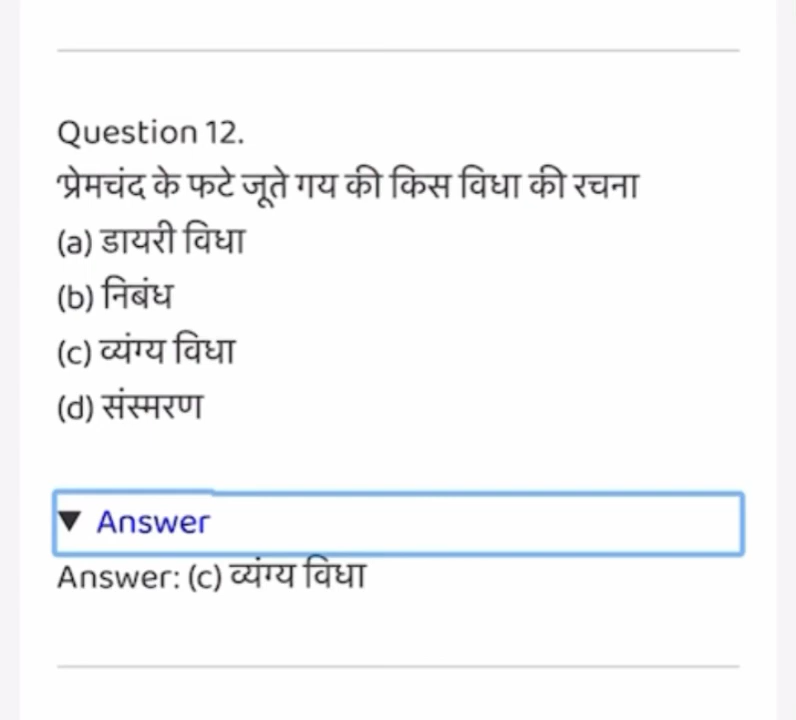 Question 12.
‘प्रेमचंद के फटे जूते गय की किस विधा की रचना
(a) डायरी विधा
(b) निबंध
(c) व्यंग्य विधा
(d) संस्मरण
▼ Answer
Answer: (c) व्यंग्य विधा